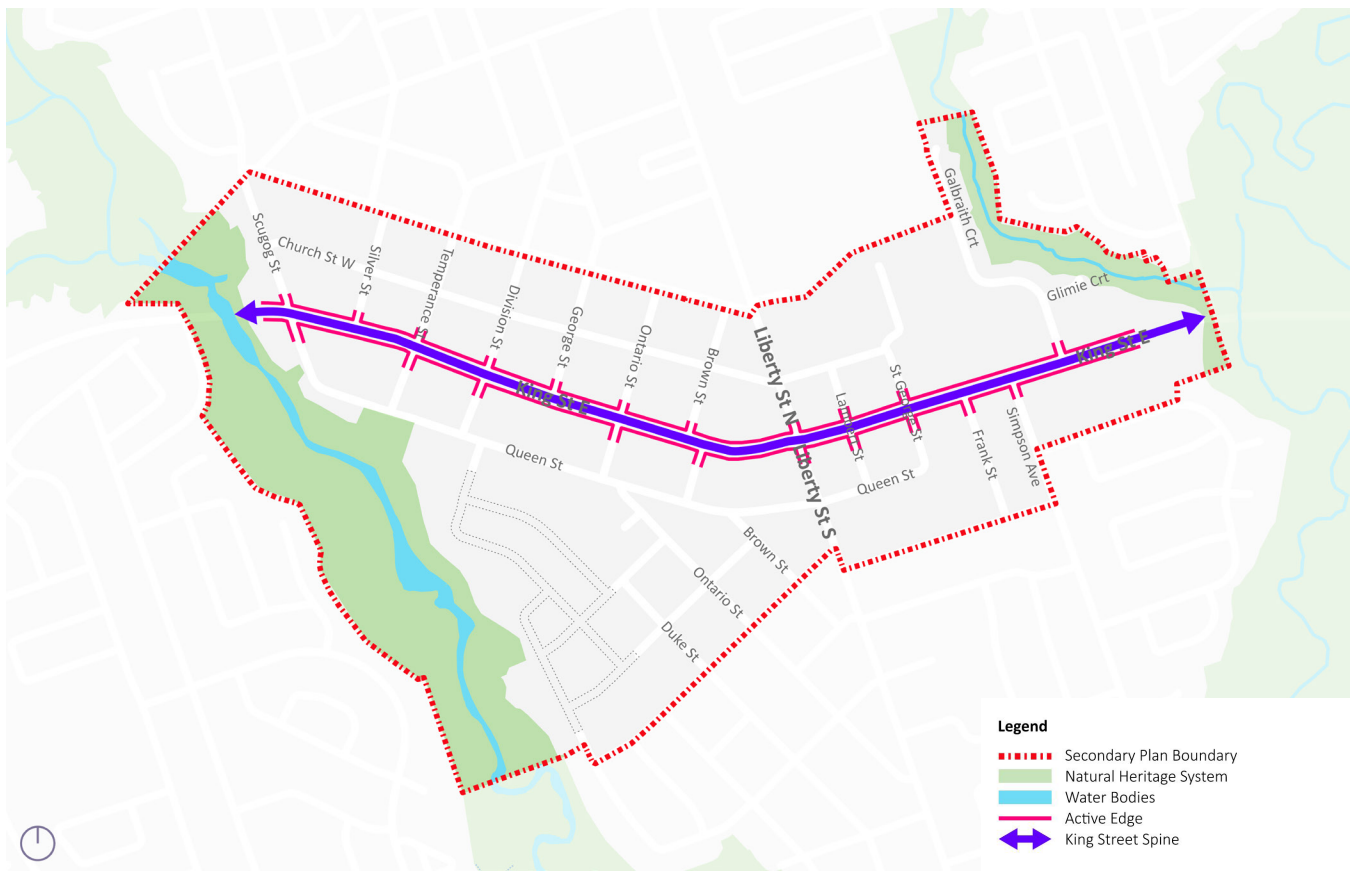 Galbraith Crt
Scugog St
Church St W
Silver St
Temperance St
Division St
George St
Ontario St
Brown St
Liberty St N
Glimie Crt
King St E
King St E
Lambert St
St George St
Liberty St S
Frank St
Simpson Ave
Queen St
Queen St
Brown St
Ontario St
Duke St
Legend
Secondary Plan Boundary
Natural Heritage System
Water Bodies
Active Edge
King Street Spine